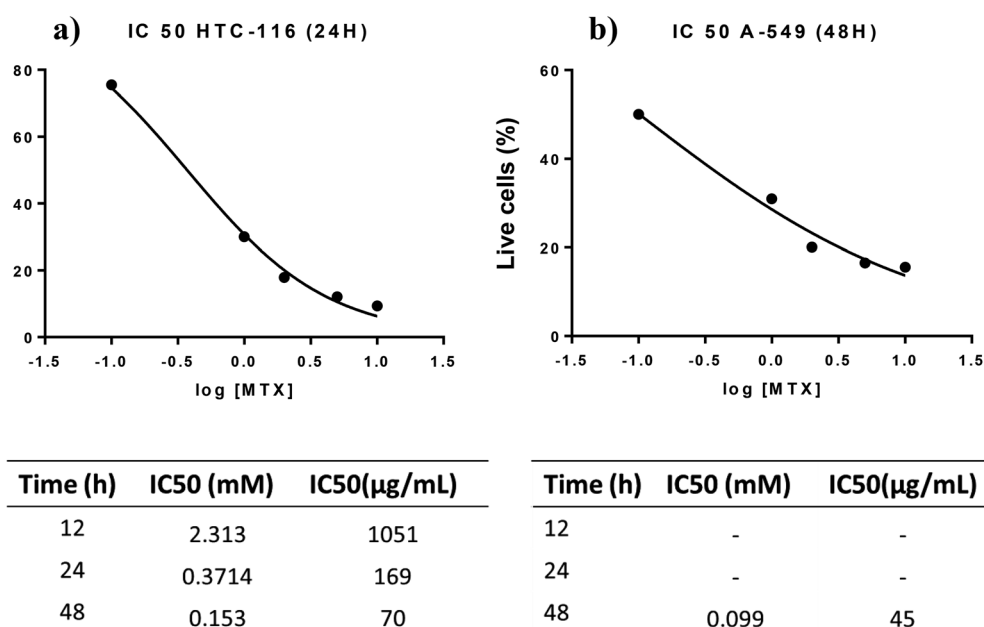 a) IC 50 HTC-116 (24H)
80
60
40
20
0
-1.5 -1.0 -0.5 0.0 0.5 1.0 1.5
log [MTX]
b) IC 50 A-549 (48H)
Live cells (%)
60
40
20
0
-1.5 -1.0 -0.5 0.0 0.5 1.0 1.5
log [MTX]
Time (h) IC50 (mM) IC50(µg/mL)
12 2.313 1051
24 0.3714 169
48 0.153 70
Time (h) IC50 (mM) IC50(µg/mL)
12 - -
24 - -
48 0.099 45